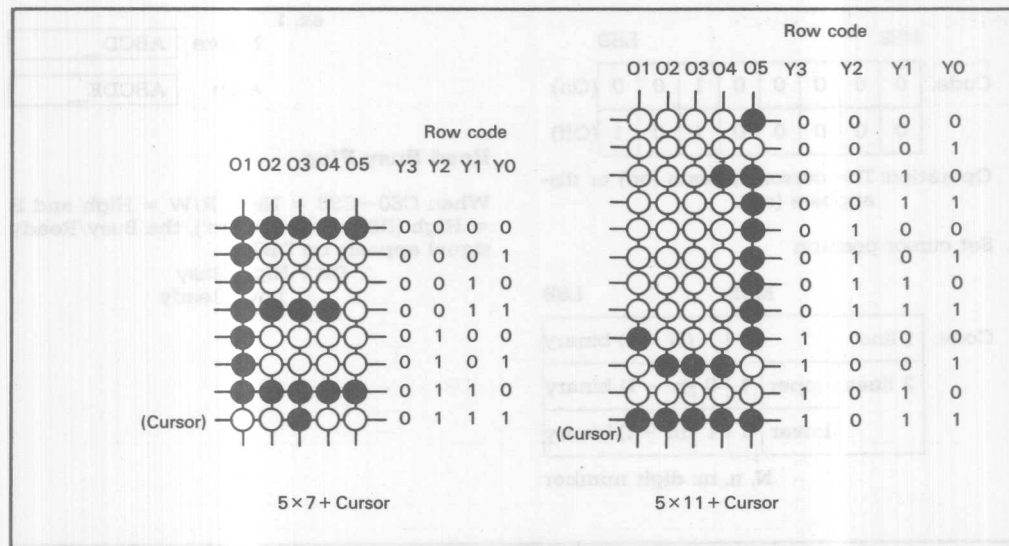 Row code
O1 O2 O3 O4 O5 Y3 Y2 Y1 Y0
0 0 0 0
0 0 0 1
0 0 1 0
0 0 1 1
0 1 0 0
0 1 0 1
0 1 1 0
(Cursor) 0 1 1 1
5×7 + Cursor
Row code
O1 O2 O3 O4 O5 Y3 Y2 Y1 Y0
0 0 0 0
0 0 0 1
0 0 1 0
0 0 1 1
0 1 0 0
0 1 0 1
0 1 1 0
0 1 1 1
1 0 0 0
1 0 0 1
1 0 1 0
(Cursor) 1 0 1 1
5×11 + Cursor